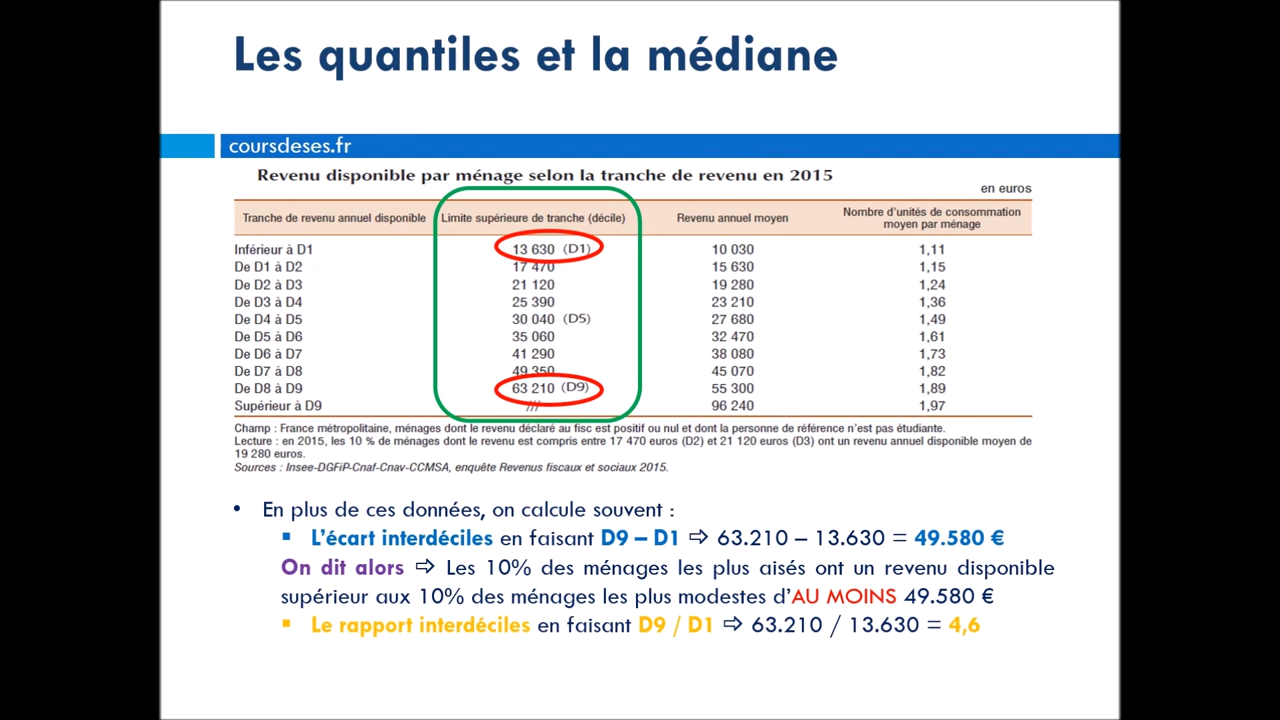 Les quantiles et la médiane
coursdeses.fr
Revenu disponible par ménage selon la tranche de revenu en 2015
en euros
Tranche de revenu annuel disponible Limite supérieure de tranche (décile) Revenu annuel moyen Nombre d'unités de consommation moyen par ménage
Inférieur à D1 13 630 (D1) 10 030 1,11
De D1 à D2 17 470 15 630 1,15
De D2 à D3 21 120 19 280 1,24
De D3 à D4 25 390 23 210 1,36
De D4 à D5 30 040 (D5) 27 680 1,49
De D5 à D6 35 060 32 470 1,61
De D6 à D7 41 290 38 080 1,73
De D7 à D8 49 350 45 070 1,82
De D8 à D9 63 210 (D9) 55 300 1,89
Supérieur à D9 /// 96 240 1,97
Champ : France métropolitaine, ménages dont le revenu déclaré au fisc est positif ou nul et dont la personne de référence n'est pas étudiante.
Lecture : en 2015, les 10 % de ménages dont le revenu est compris entre 17 470 euros (D2) et 21 120 euros (D3) ont un revenu annuel disponible moyen de
19 280 euros.
Sources : Insee-DGFiP-Cnaf-Cnav-CCMSA, enquête Revenus fiscaux et sociaux 2015.
• En plus de ces données, on calcule souvent :
▪ L'écart interdéciles en faisant D9 – D1 ⇨ 63.210 – 13.630 = 49.580 €
On dit alors ⇨ Les 10% des ménages les plus aisés ont un revenu disponible
supérieur aux 10% des ménages les plus modestes d'AU MOINS 49.580 €
▪ Le rapport interdéciles en faisant D9 / D1 ⇨ 63.210 / 13.630 = 4,6